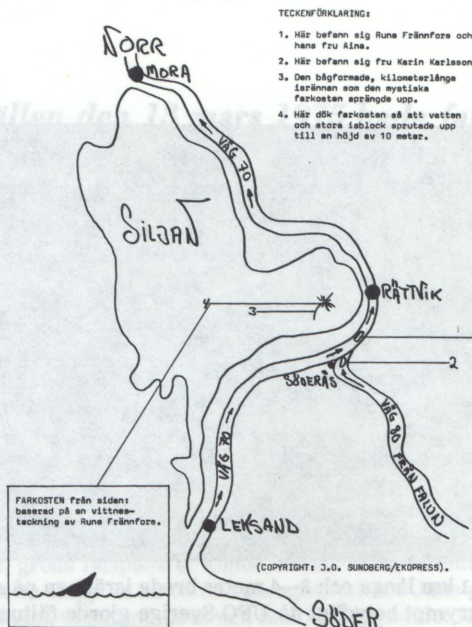 TECKENFÖRKLARING:
1. Här befann sig Rune Frännfors och
hans fru Aina.
2. Här befann sig fru Karin Karlsson
3. Den bågformade, kilometerlånga
isrännan som den mystiska
farkosten sprängde upp.
4. Här dök farkosten så att vatten
och stora isblock sprutade upp
till en höjd av 10 meter.
NORR
MORA
VÄG 70
SILJAN
RÄTTVIK
4
3
2
SÖDERÅS
VÄG 70
VÄG 80 FRÅN FALUN
LEKSAND
FARKOSTEN från sidan:
baserad på en vittnes-
teckning av Rune Frännfors.
(COPYRIGHT: J.O. SUNDBERG/EKOPRESS).
SÖDER